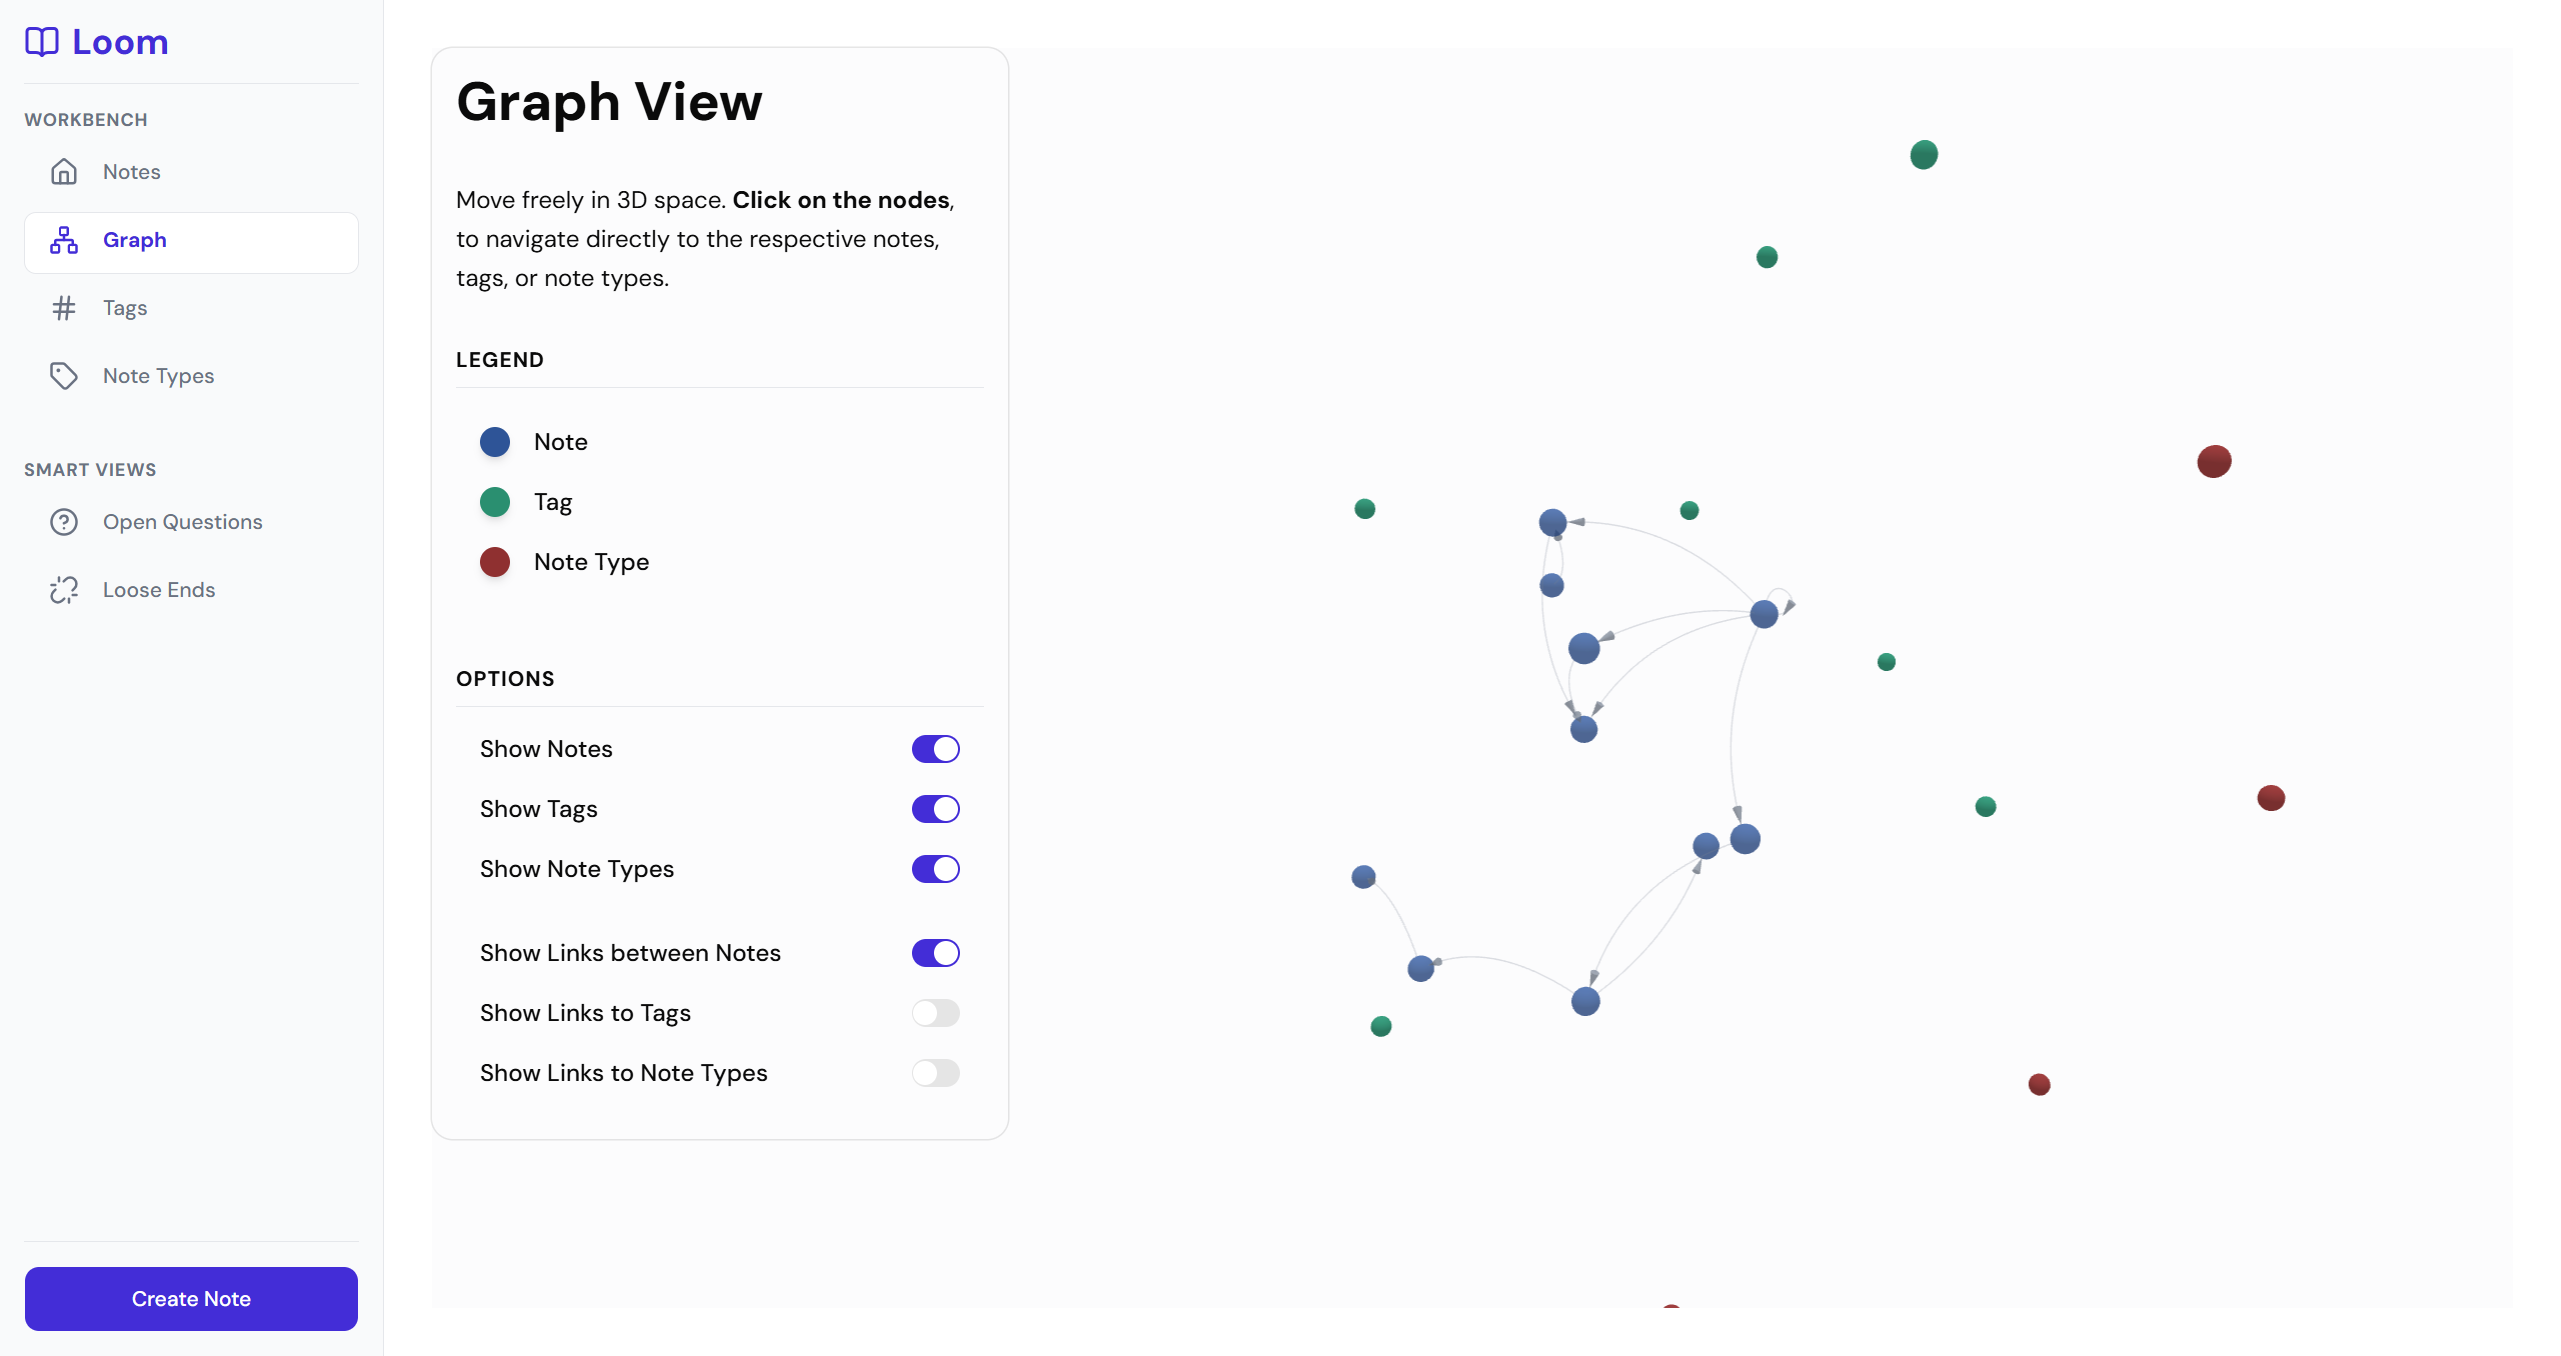 Loom
WORKBENCH
Notes
Graph
Tags
Note Types
SMART VIEWS
Open Questions
Loose Ends
Create Note
Graph View
Move freely in 3D space. Click on the nodes,
to navigate directly to the respective notes,
tags, or note types.
LEGEND
Note
Tag
Note Type
OPTIONS
Show Notes
Show Tags
Show Note Types
Show Links between Notes
Show Links to Tags
Show Links to Note Types